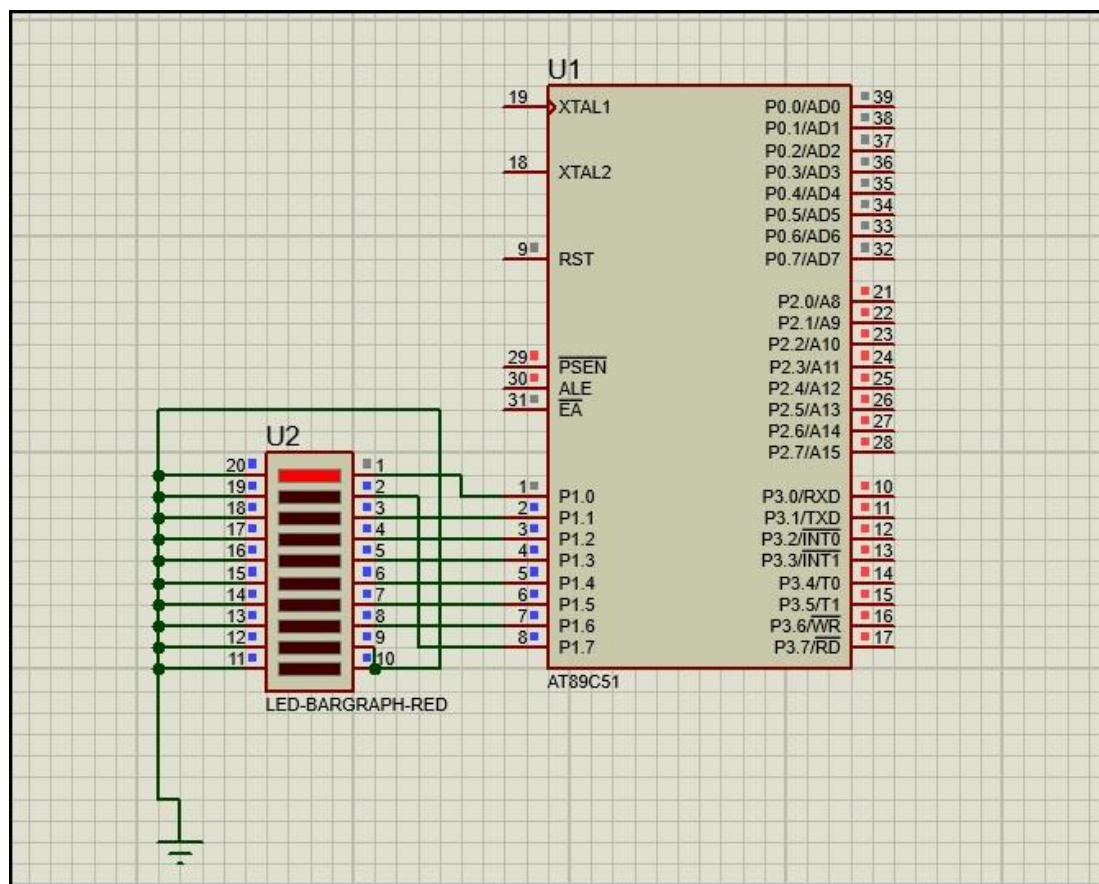 U1
19 XTAL1
18 XTAL2
9 RST
29 PSEN
30 ALE
31 EA
1 P1.0
2 P1.1
3 P1.2
4 P1.3
5 P1.4
6 P1.5
7 P1.6
8 P1.7
P0.0/AD0 39
P0.1/AD1 38
P0.2/AD2 37
P0.3/AD3 36
P0.4/AD4 35
P0.5/AD5 34
P0.6/AD6 33
P0.7/AD7 32
P2.0/A8 21
P2.1/A9 22
P2.2/A10 23
P2.3/A11 24
P2.4/A12 25
P2.5/A13 26
P2.6/A14 27
P2.7/A15 28
P3.0/RXD 10
P3.1/TXD 11
P3.2/INT0 12
P3.3/INT1 13
P3.4/T0 14
P3.5/T1 15
P3.6/WR 16
P3.7/RD 17
AT89C51
U2
20 1
19 2
18 3
17 4
16 5
15 6
14 7
13 8
12 9
11 10
LED-BARGRAPH-RED